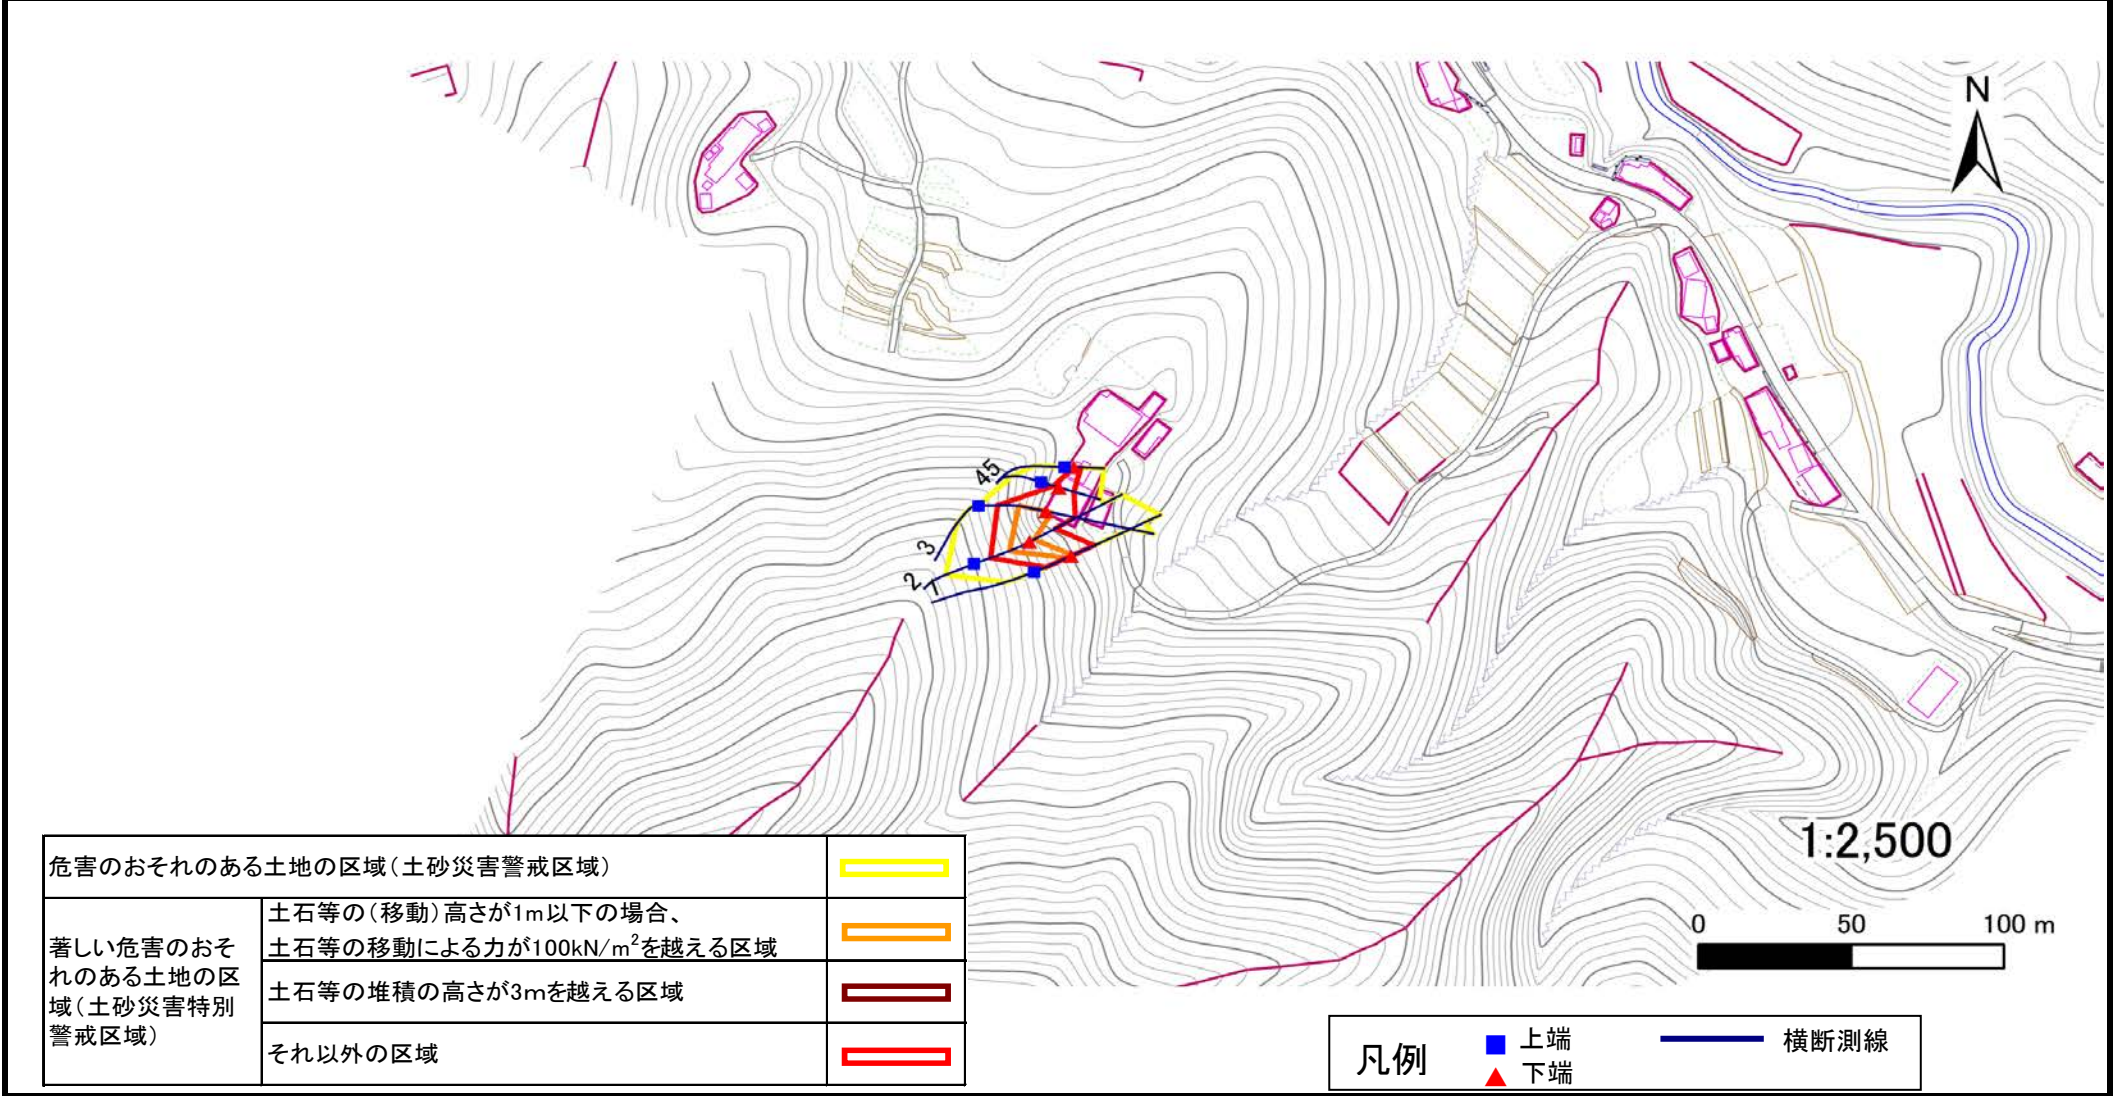 N
45
3
2
1
1:2,500
0 50 100 m
危害のおそれのある土地の区域(土砂災害警戒区域)
著しい危害のおそ
れのある土地の区
域(土砂災害特別
警戒区域)
土石等の(移動)高さが1m以下の場合、
土石等の移動による力が100kN/m²を越える区域
土石等の堆積の高さが3mを越える区域
それ以外の区域
凡例
上端
下端
横断測線